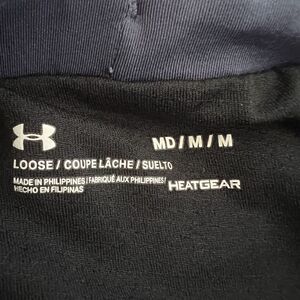 MD / M / M
LOOSE / COUPE LÂCHE / SUELTO
MADE IN PHILIPPINES / FABRIQUÉ AUX PHILIPPINES /
HECHO EN FILIPINAS
HEATGEAR